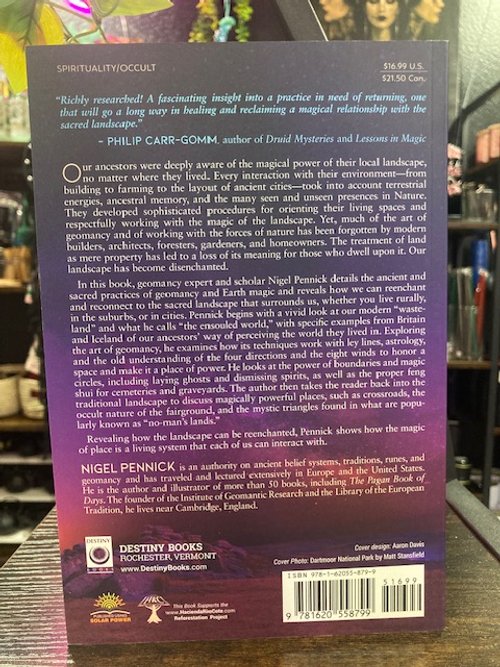 SPIRITUALITY/OCCULT
$16.99 U.S.
$21.50 Can.
“Richly researched! A fascinating insight into a practice in need of returning, one
that will go a long way in healing and reclaiming a magical relationship with the
sacred landscape.”
~ PHILIP CARR-GOMM, author of Druid Mysteries and Lessons in Magic
Our ancestors were deeply aware of the magical power of their local landscape,
no matter where they lived. Every interaction with their environment—from
building to farming to the layout of ancient cities—took into account terrestrial
energies, ancestral memory, and the many seen and unseen presences in Nature.
They developed sophisticated procedures for orienting their living spaces and
respectfully working with the magic of the landscape. Yet, much of the art of
geomancy and of working with the forces of nature has been forgotten by modern
builders, architects, foresters, gardeners, and homeowners. The treatment of land
as mere property has led to a loss of its meaning for those who dwell upon it. Our
landscape has become disenchanted.
In this book, geomancy expert and scholar Nigel Pennick details the ancient and
sacred practices of geomancy and Earth magic and reveals how we can reenchant
and reconnect to the sacred landscape that surrounds us, whether you live rurally,
in the suburbs, or in cities. Pennick begins with a vivid look at our modern “waste-
land” and what he calls “the ensouled world,” with specific examples from Britain
and Iceland of our ancestors’ way of perceiving the world they lived in. Exploring
the art of geomancy, he examines how its techniques work with ley lines, astrology,
and the old understanding of the four directions and the eight winds to honor a
space and make it a place of power. He looks at the power of boundaries and magic
circles, including laying ghosts and dismissing spirits, as well as the proper feng
shui for cemeteries and graveyards. The author then takes the reader back into the
traditional landscape to discuss magically powerful places, such as crossroads, the
occult nature of the fairground, and the mystic triangles found in what are popu-
larly known as “no-man’s lands.”
Revealing how the landscape can be reenchanted, Pennick shows how the magic
of place is a living system that each of us can interact with.
NIGEL PENNICK is an authority on ancient belief systems, traditions, runes, and
geomancy and has traveled and lectured extensively in Europe and the United States.
He is the author and illustrator of more than 50 books, including The Pagan Book of
Days. The founder of the Institute of Geomantic Research and the Library of the European
Tradition, he lives near Cambridge, England.
DESTINY
BOOKS
DESTINY BOOKS
ROCHESTER, VERMONT
www.DestinyBooks.com
Cover design: Aaron Davis
Cover Photo: Dartmoor National Park by Matt Stansfield
ISBN 978-1-62055-879-9
51699
9 781620 558799
SOLAR POWER
This Book Supports the
www.HaciendaRioCote.com
Reforestation Project